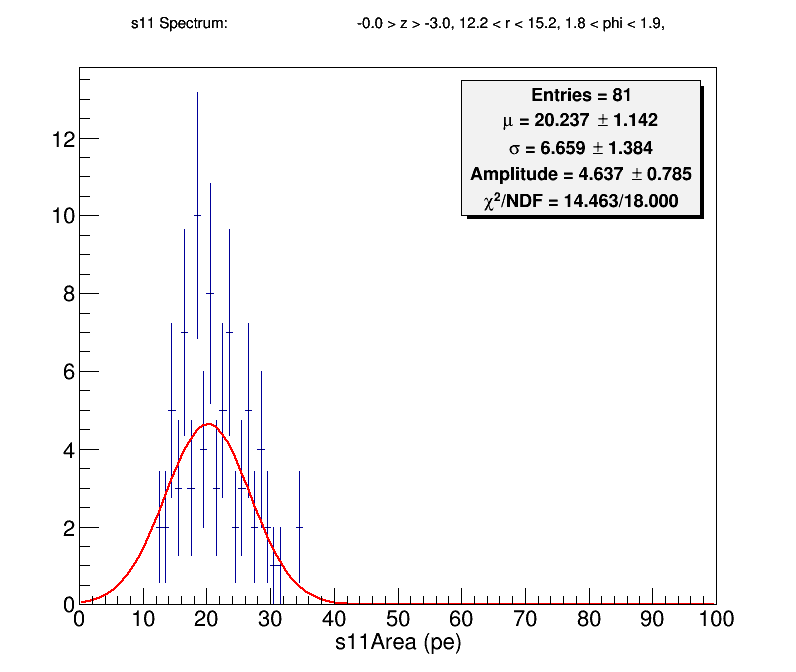 s11 Spectrum: -0.0 > z > -3.0, 12.2 < r < 15.2, 1.8 < phi < 1.9,
Entries = 81
μ = 20.237 ± 1.142
σ = 6.659 ± 1.384
Amplitude = 4.637 ± 0.785
χ²/NDF = 14.463/18.000
12
10
8
6
4
2
0
0 10 20 30 40 50 60 70 80 90 100
s11Area (pe)